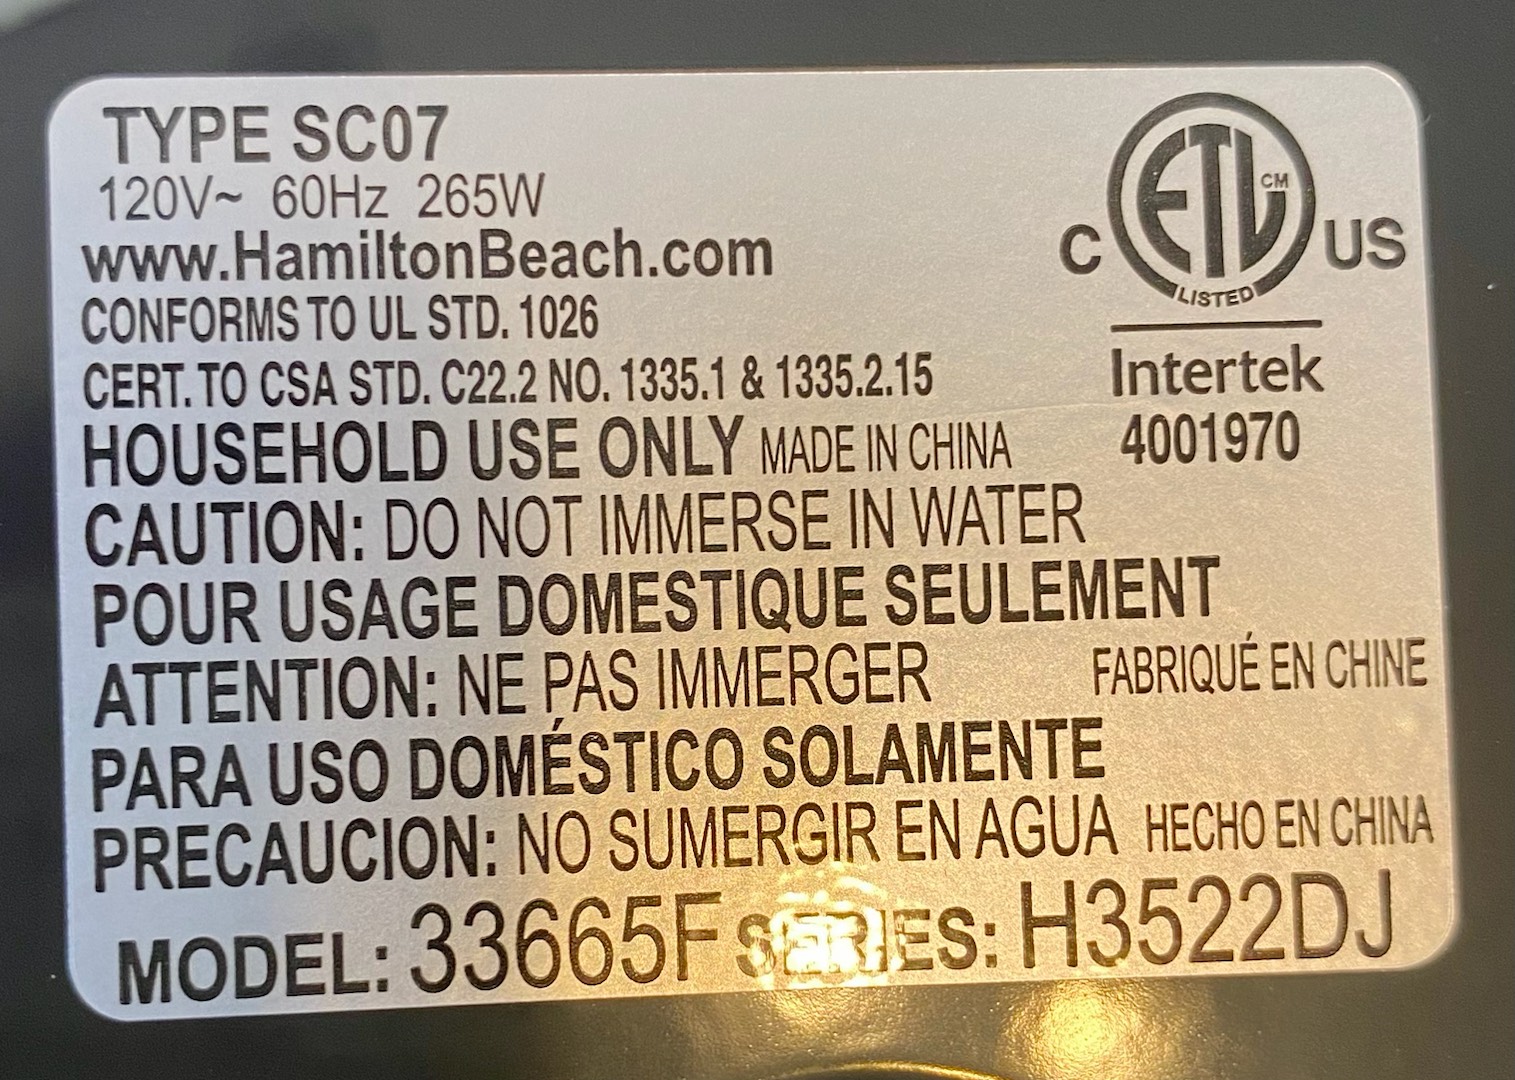 TYPE SC07
120V~ 60Hz 265W
www.HamiltonBeach.com
CONFORMS TO UL STD. 1026
CERT. TO CSA STD. C22.2 NO. 1335.1 & 1335.2.15
HOUSEHOLD USE ONLY MADE IN CHINA
CAUTION: DO NOT IMMERSE IN WATER
POUR USAGE DOMESTIQUE SEULEMENT
ATTENTION: NE PAS IMMERGER FABRIQUÉ EN CHINE
PARA USO DOMÉSTICO SOLAMENTE
PRECAUCION: NO SUMERGIR EN AGUA HECHO EN CHINA
MODEL: 33665F SERIES: H3522DJ
C ETL CM US
LISTED
Intertek
4001970